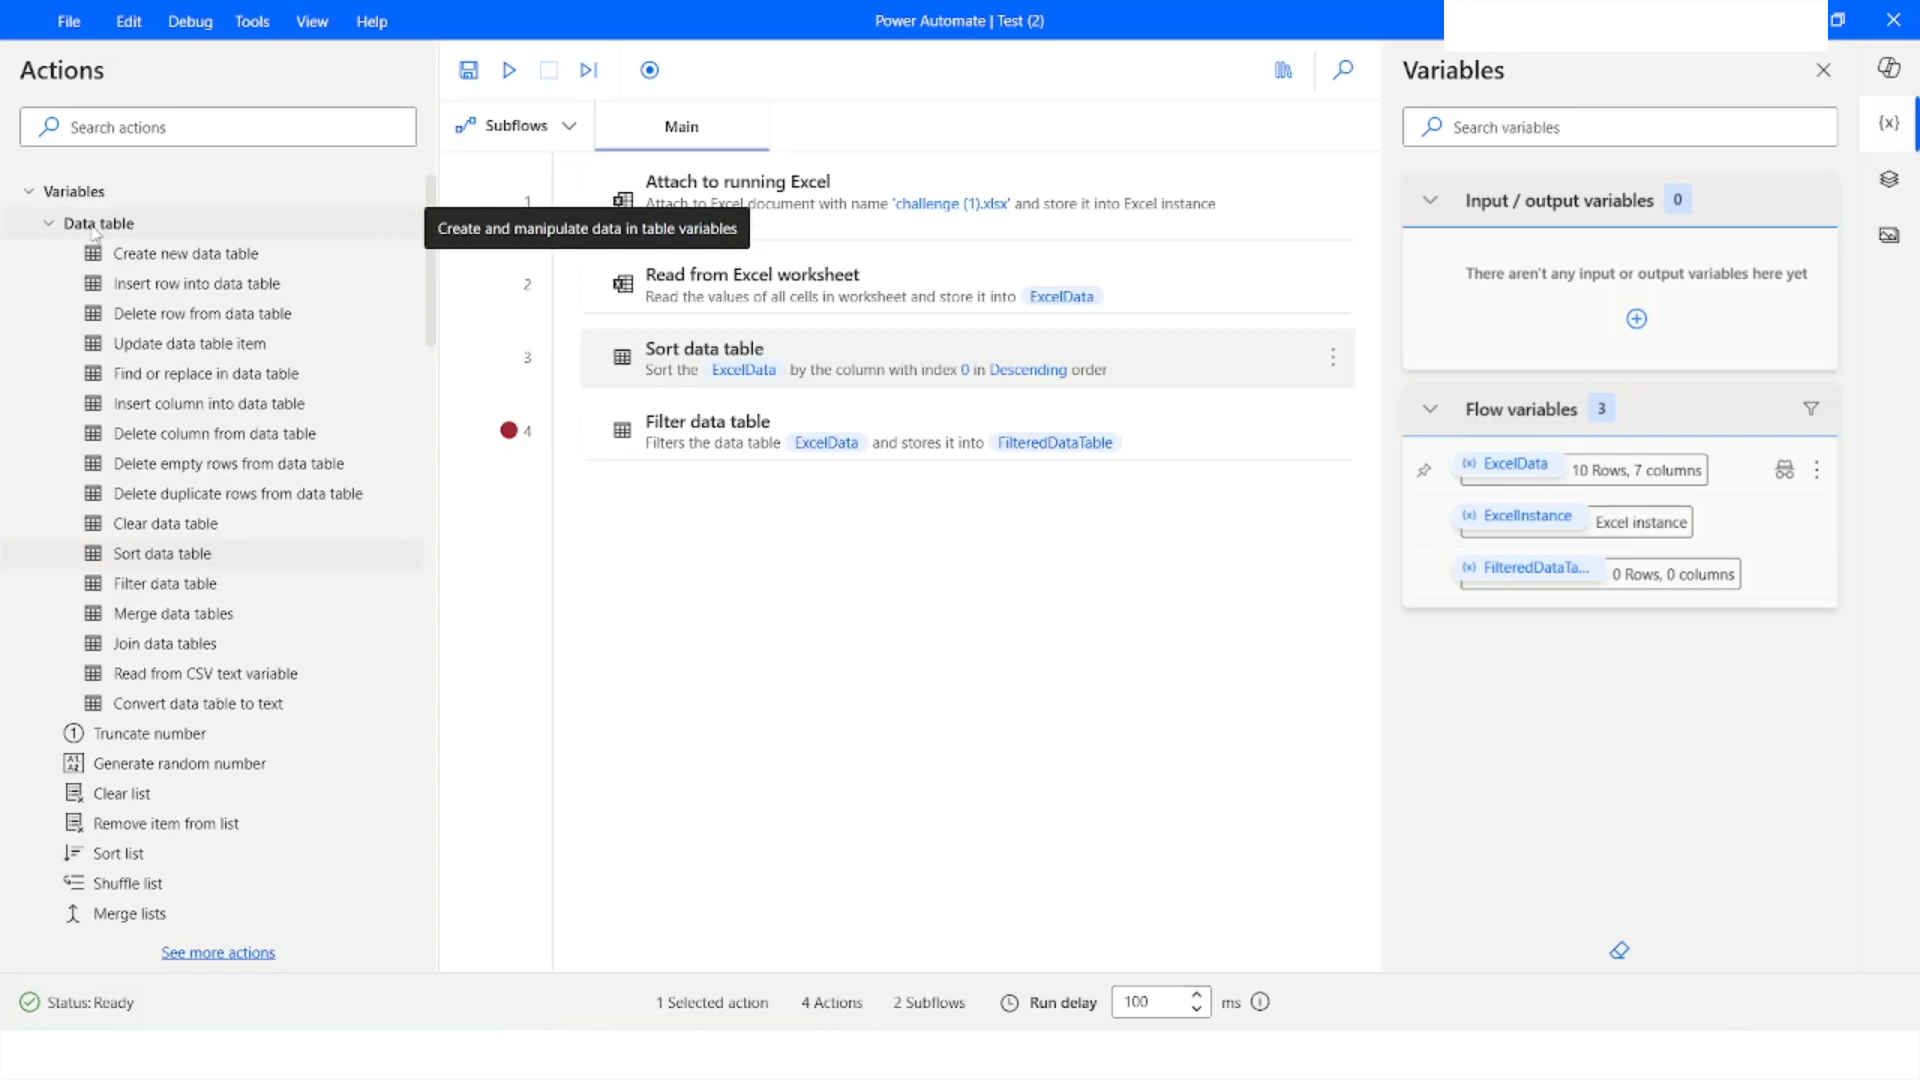 File Edit Debug Tools View Help
Power Automate | Test (2)
Actions
Search actions
Variables
Data table
Create new data table
Insert row into data table
Delete row from data table
Update data table item
Find or replace in data table
Insert column into data table
Delete column from data table
Delete empty rows from data table
Delete duplicate rows from data table
Clear data table
Sort data table
Filter data table
Merge data tables
Join data tables
Read from CSV text variable
Convert data table to text
Truncate number
Generate random number
Clear list
Remove item from list
Sort list
Shuffle list
Merge lists
See more actions
Subflows
Main
1
Attach to running Excel
Attach to Excel document with name 'challenge (1).xlsx' and store it into Excel instance
Create and manipulate data in table variables
2
Read from Excel worksheet
Read the values of all cells in worksheet and store it into ExcelData
3
Sort data table
Sort the ExcelData by the column with index 0 in Descending order
4
Filter data table
Filters the data table ExcelData and stores it into FilteredDataTable
Variables
Search variables
{x}
Input / output variables 0
There aren't any input or output variables here yet
Flow variables 3
(x) ExcelData 10 Rows, 7 columns
(x) ExcelInstance Excel instance
(x) FilteredDataTa... 0 Rows, 0 columns
Status: Ready
1 Selected action
4 Actions
2 Subflows
Run delay 100 ms